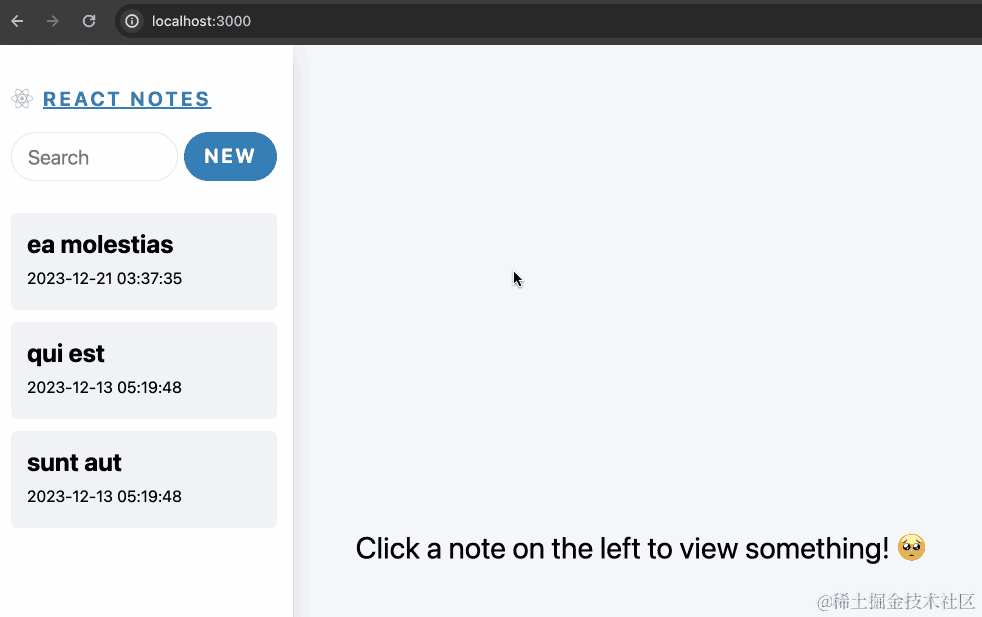 localhost:3000
REACT NOTES
Search
NEW
ea molestias
2023-12-21 03:37:35
qui est
2023-12-13 05:19:48
sunt aut
2023-12-13 05:19:48
Click a note on the left to view something! 🥺
@稀土掘金技术社区